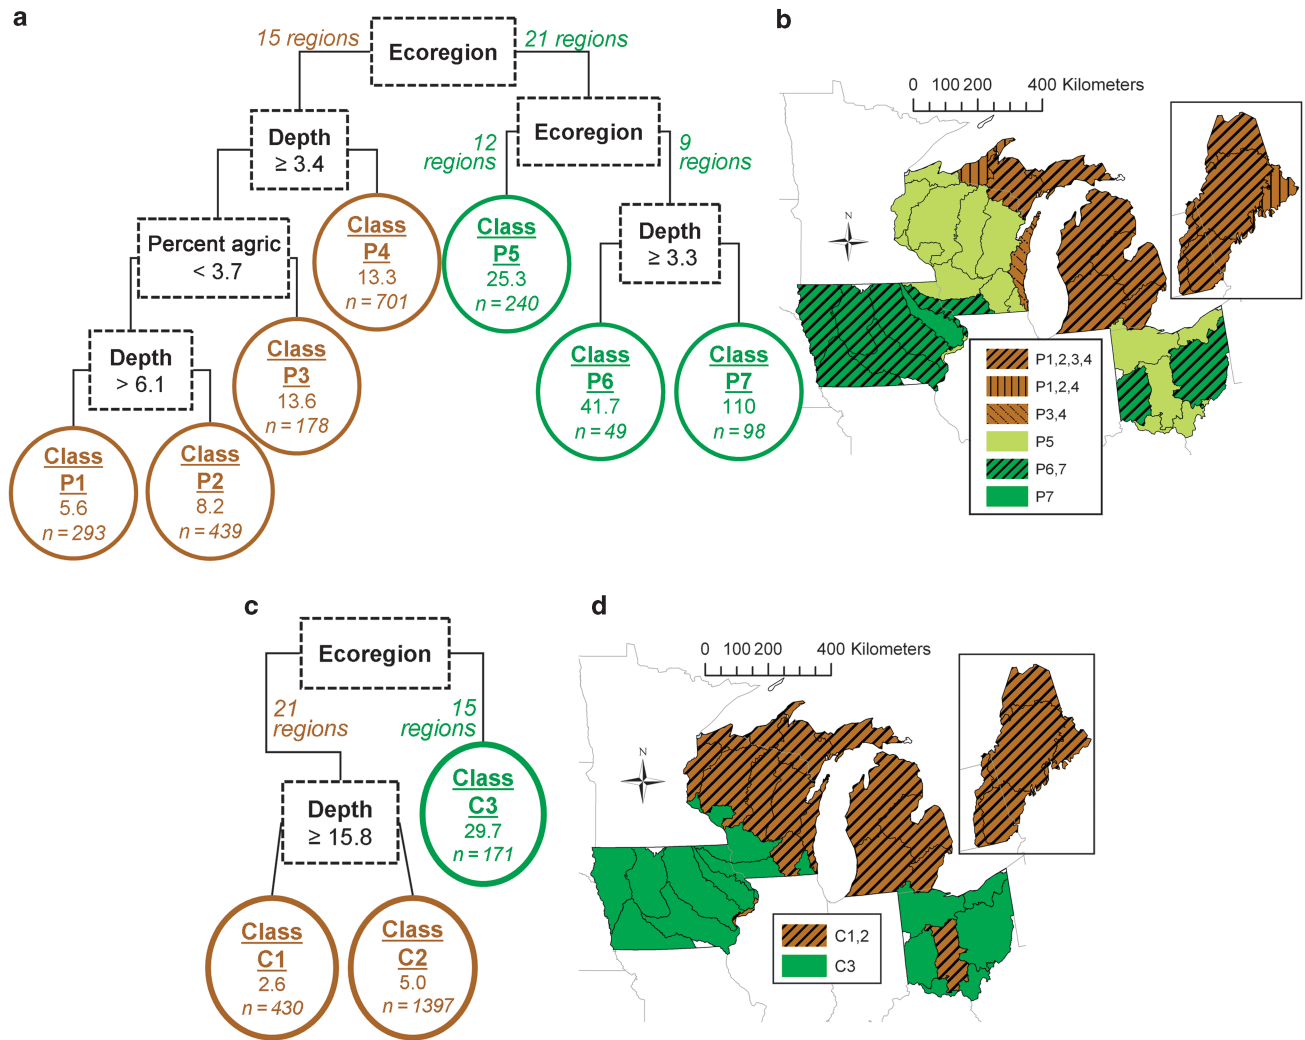 a
15 regions
Ecoregion
21 regions
Depth
≥ 3.4
12
regions
Ecoregion
9
regions
Percent agric
< 3.7
Class
P4
13.3
n = 701
Class
P5
25.3
n = 240
Depth
≥ 3.3
Depth
> 6.1
Class
P3
13.6
n = 178
Class
P6
41.7
n = 49
Class
P7
110
n = 98
Class
P1
5.6
n = 293
Class
P2
8.2
n = 439
b
0 100 200 400 Kilometers
N
P1,2,3,4
P1,2,4
P3,4
P5
P6,7
P7
c
Ecoregion
21
regions
15
regions
Depth
≥ 15.8
Class
C3
29.7
n = 171
Class
C1
2.6
n = 430
Class
C2
5.0
n = 1397
d
0 100 200 400 Kilometers
N
C1,2
C3